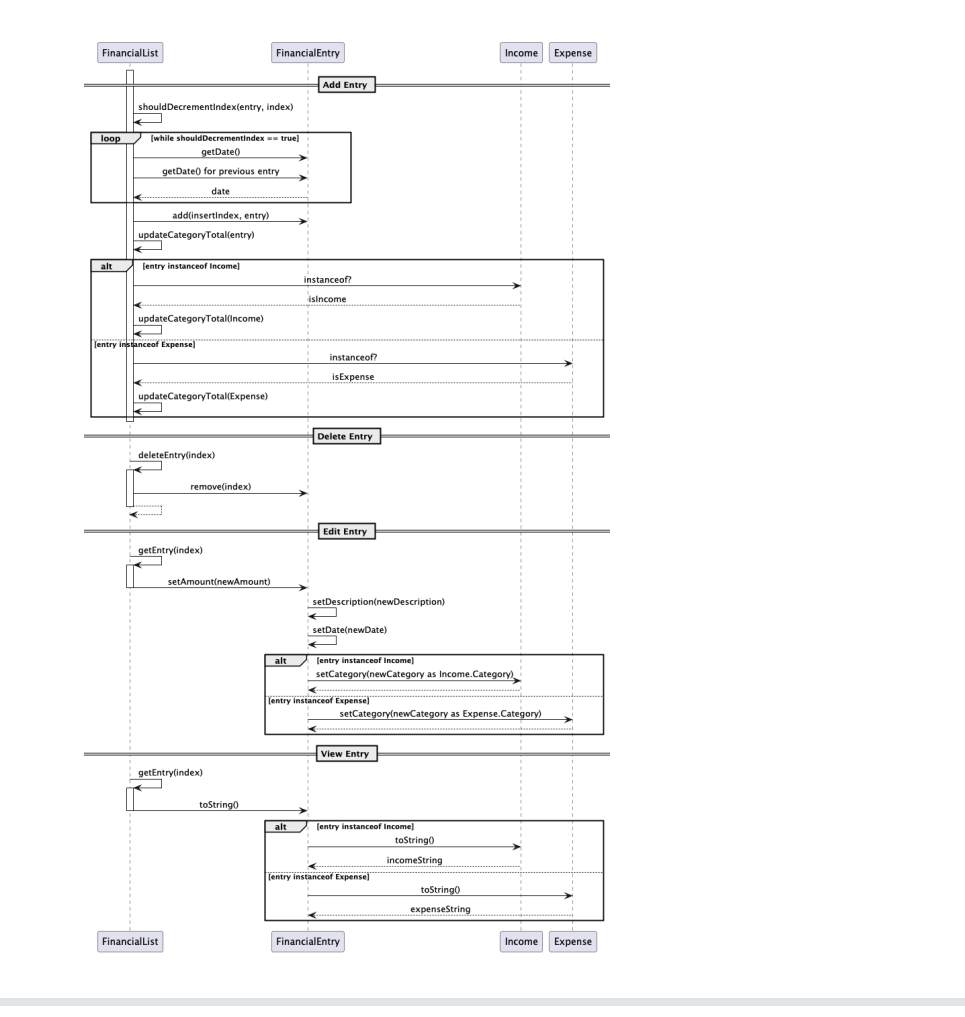 FinancialList FinancialEntry Income Expense
Add Entry
shouldDecrementIndex(entry, index)
loop [while shouldDecrementIndex == true]
getDate()
getDate() for previous entry
date
add(insertIndex, entry)
updateCategoryTotal(entry)
alt [entry instanceof Income]
instanceof?
isIncome
updateCategoryTotal(Income)
[entry instanceof Expense]
instanceof?
isExpense
updateCategoryTotal(Expense)
Delete Entry
deleteEntry(index)
remove(index)
Edit Entry
getEntry(index)
setAmount(newAmount)
setDescription(newDescription)
setDate(newDate)
alt [entry instanceof Income]
setCategory(newCategory as Income.Category)
[entry instanceof Expense]
setCategory(newCategory as Expense.Category)
View Entry
getEntry(index)
toString()
alt [entry instanceof Income]
toString()
incomeString
[entry instanceof Expense]
toString()
expenseString
FinancialList FinancialEntry Income Expense